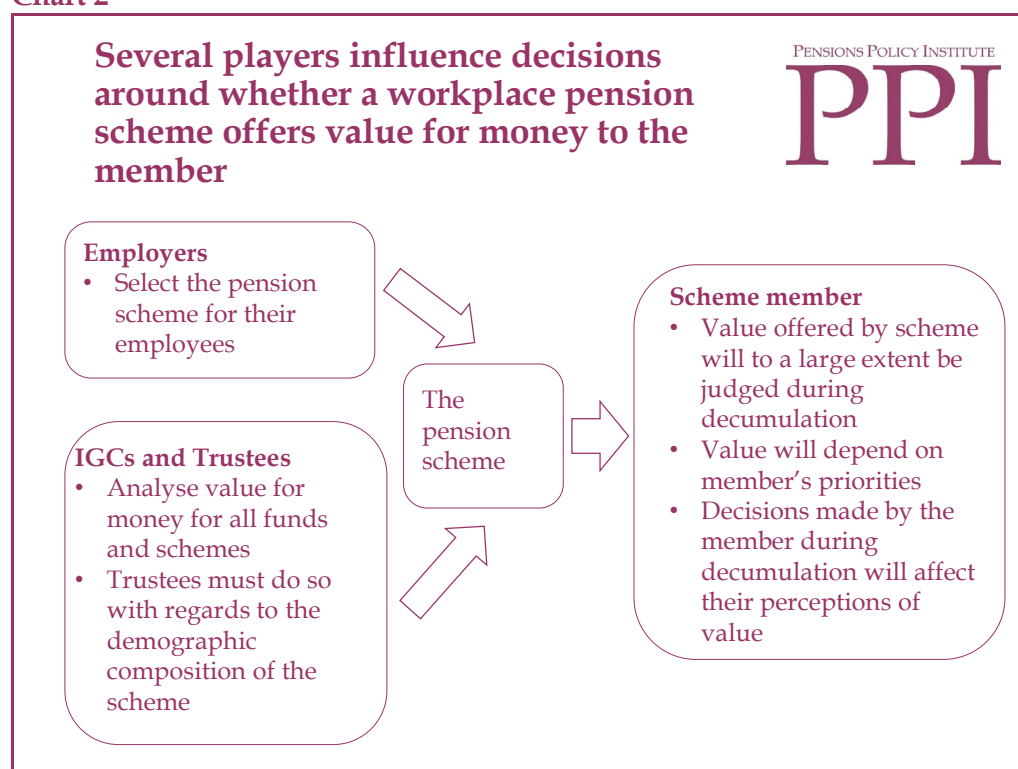 Chart 2
Several players influence decisions
around whether a workplace pension
scheme offers value for money to the
member
PENSIONS POLICY INSTITUTE
PPI
Employers
• Select the pension
scheme for their
employees
IGCs and Trustees
• Analyse value for
money for all funds
and schemes
• Trustees must do so
with regards to the
demographic
composition of the
scheme
The
pension
scheme
Scheme member
• Value offered by scheme
will to a large extent be
judged during
decumulation
• Value will depend on
member’s priorities
• Decisions made by the
member during
decumulation will affect
their perceptions of
value